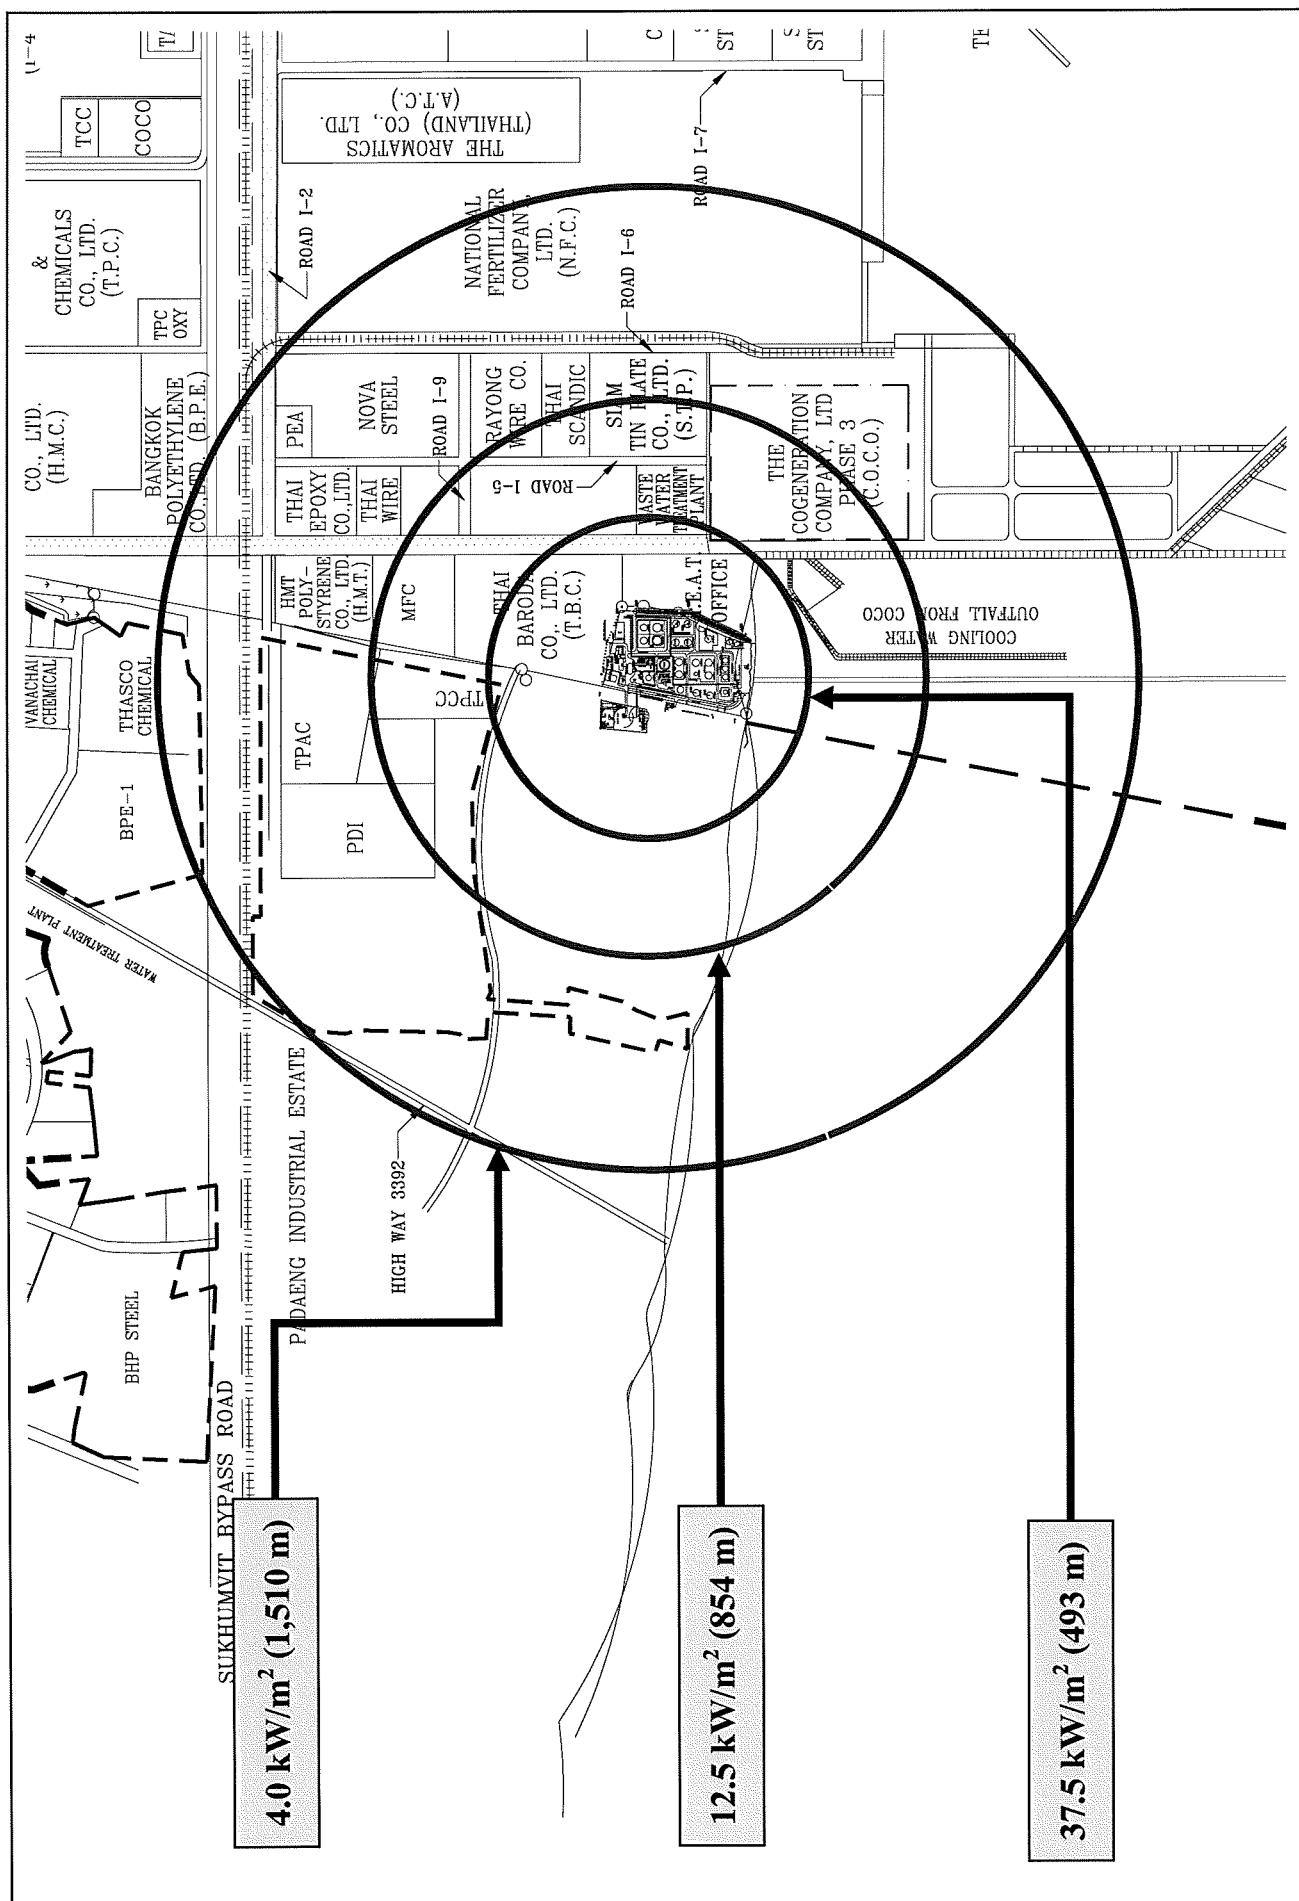 (I-4
TCC
COCO
THE AROMATICS
(THAILAND) CO., LTD.
(A.T.C.)
ROAD I-7
&
CHEMICALS
CO., LTD.
(T.P.C.)
TPC
OXY
ROAD I-2
NATIONAL
FERTILIZER
COMPANY,
LTD.
(N.F.C.)
ROAD I-6
CO., LTD.
(H.M.C.)
BANGKOK
POLYETHYLENE
CO.LTD. (B.P.E.)
PEA
NOVA
STEEL
ROAD I-9
RAYONG
WIRE CO.
THAI
SCANDIC
SIAM
TIN PLATE
CO., LTD.
(S.T.P.)
THAI
EPOXY
CO.,LTD.
THAI
WIRE
ROAD I-5
WASTE
WATER
TREATMENT
PLANT
THE
COGENERATION
COMPANY, LTD
PHASE 3
(C.O.C.O.)
HMT
POLY-
STYRENE
CO., LTD.
(H.M.T.)
MFC
THAI
BARODA
CO,. LTD.
(T.B.C.)
.E.A.T
OFFICE
COOLING WATER
OUTFALL FROM COCO
VANACHAI
CHEMICAL
THASCO
CHEMICAL
BPE-1
TPAC
TPCC
PDI
WATER TREATMENT PLANT
PADAENG INDUSTRIAL ESTATE
HIGH WAY 3392
BHP STEEL
SUKHUMVIT BYPASS ROAD
4.0 kW/m² (1,510 m)
12.5 kW/m² (854 m)
37.5 kW/m² (493 m)